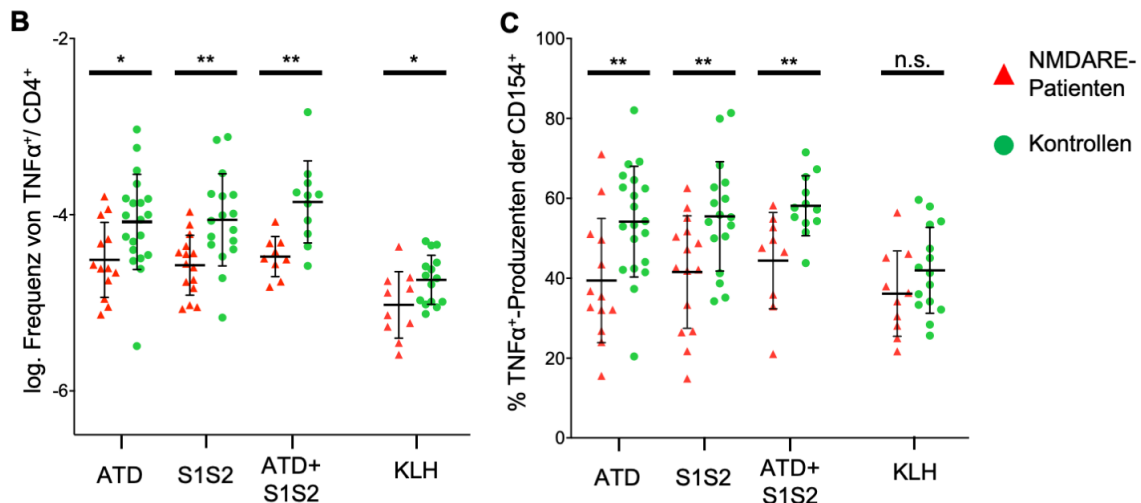 B
log. Frequenz von TNFα⁺/ CD4⁺
-2
-4
-6
* ** ** *
ATD S1S2 ATD+ KLH
S1S2
C
% TNFα⁺-Produzenten der CD154⁺
100
80
60
40
20
0
** ** ** n.s.
ATD S1S2 ATD+ KLH
S1S2
NMDARE-
Patienten
Kontrollen